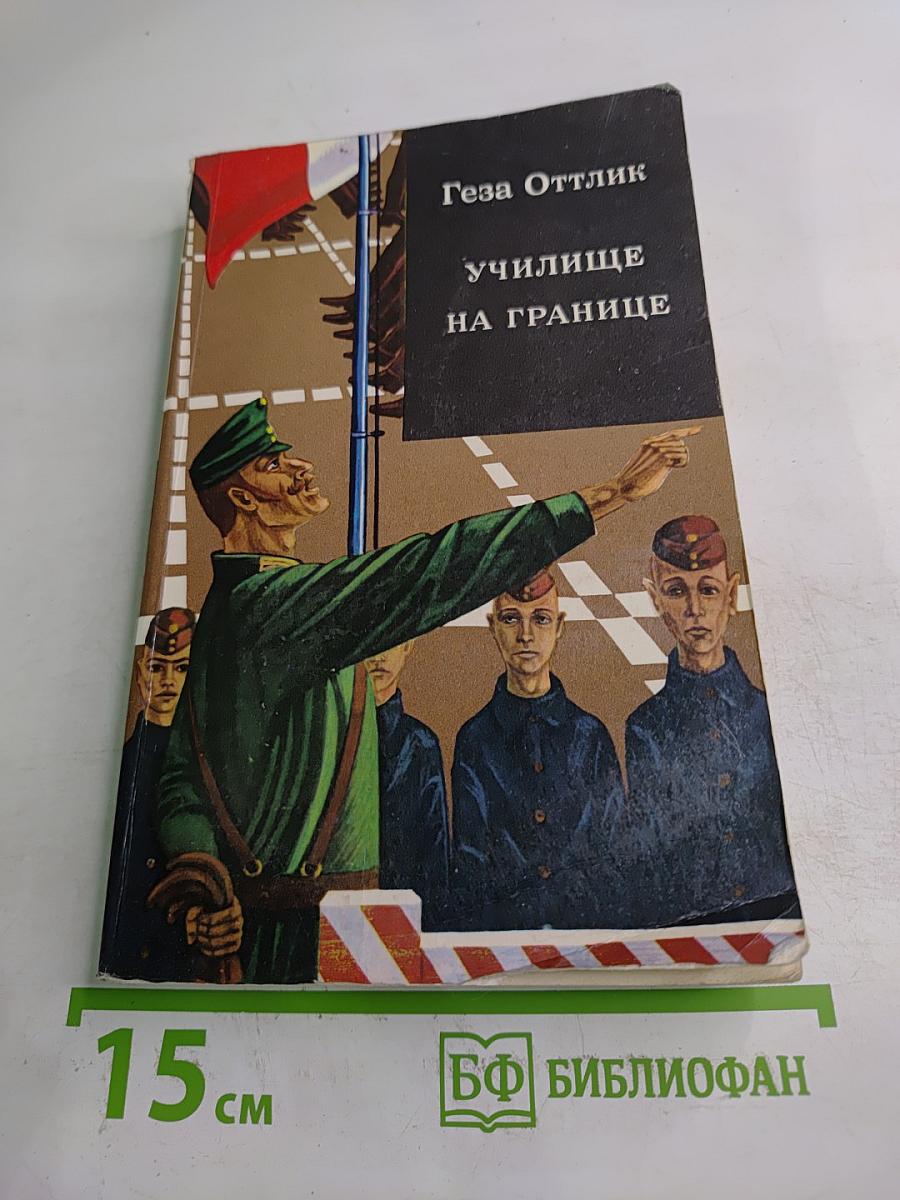 Геза Оттлик
УЧИЛИЩЕ
НА ГРАНИЦЕ
15 см
БФ БИБЛИОФАН